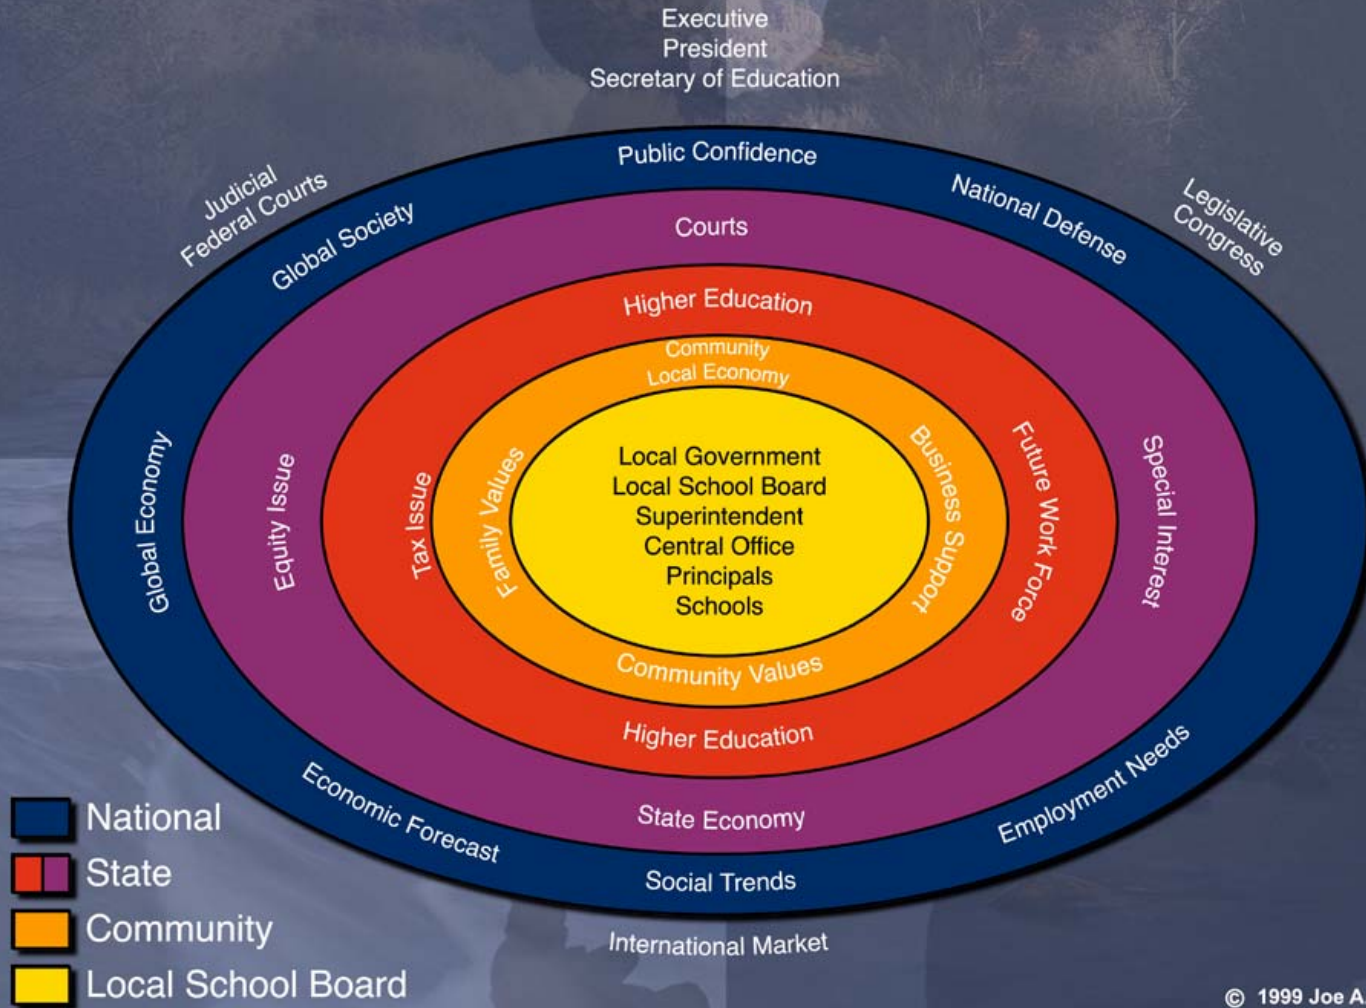 Executive
President
Secretary of Education
Judicial
Federal Courts
Legislative
Congress
Public Confidence
Global Society
National Defense
Courts
Higher Education
Community
Local Economy
Global Economy
Equity Issue
Tax Issue
Family Values
Local Government
Local School Board
Superintendent
Central Office
Principals
Schools
Business Support
Future Work Force
Special Interest
Community Values
Higher Education
State Economy
Economic Forecast
Employment Needs
Social Trends
International Market
National
State
Community
Local School Board
© 1999 Joe A